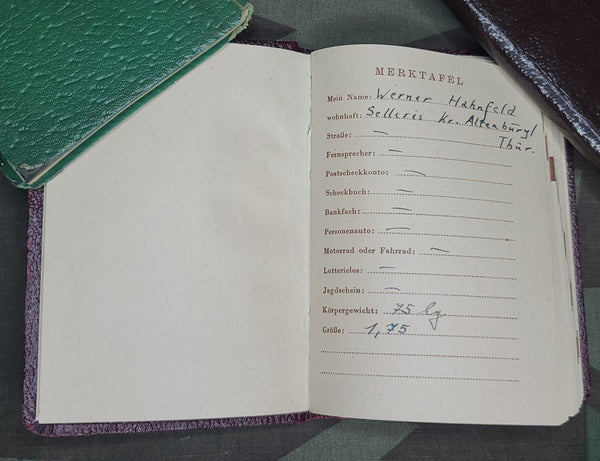 MERKTAFEL
Mein Name: Werner Hahnfeld
wohnhaft: Selleris Kr. Altenburg/
Thür.
Straße: —
Fernsprecher: —
Postscheckkonto: —
Scheckbuch: —
Bankfach: —
Personenauto: —
Motorrad oder Fahrrad: —
Lotterielos: —
Jagdschein: —
Körpergewicht: 75 kg.
Größe: 1,75